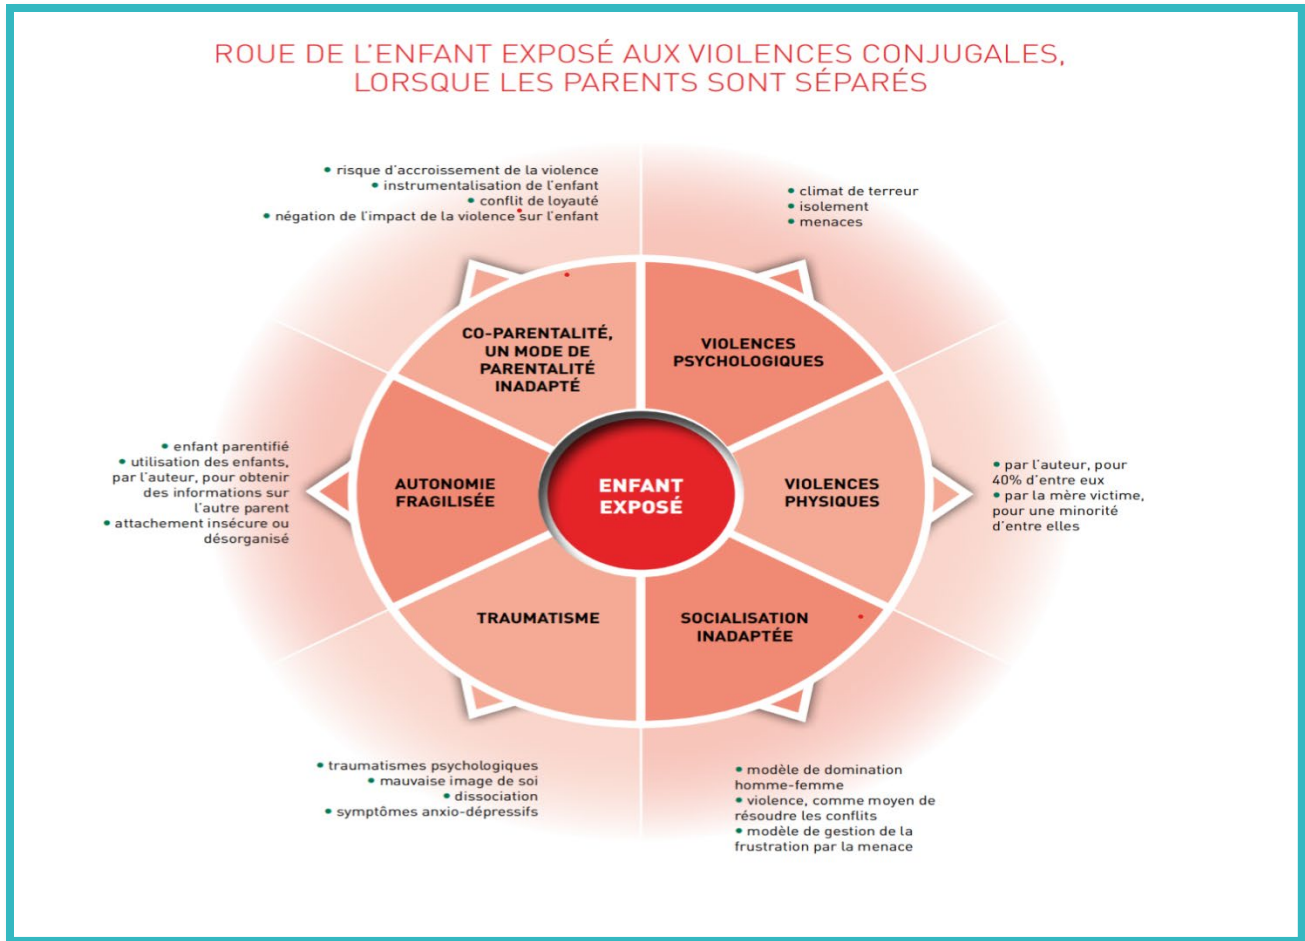 ROUE DE L'ENFANT EXPOSÉ AUX VIOLENCES CONJUGALES,
LORSQUE LES PARENTS SONT SÉPARÉS
• risque d'accroissement de la violence
• instrumentalisation de l'enfant
• conflit de loyauté
• négation de l'impact de la violence sur l'enfant
• climat de terreur
• isolement
• menaces
CO-PARENTALITÉ,
UN MODE DE
PARENTALITÉ
INADAPTÉ
VIOLENCES
PSYCHOLOGIQUES
• enfant parentifié
• utilisation des enfants,
par l'auteur, pour obtenir
des informations sur
l'autre parent
• attachement insécure ou
désorganisé
AUTONOMIE
FRAGILISÉE
ENFANT
EXPOSÉ
VIOLENCES
PHYSIQUES
• par l'auteur, pour
40% d'entre eux
• par la mère victime,
pour une minorité
d'entre elles
TRAUMATISME
SOCIALISATION
INADAPTÉE
• traumatismes psychologiques
• mauvaise image de soi
• dissociation
• symptômes anxio-dépressifs
• modèle de domination
homme-femme
• violence, comme moyen de
résoudre les conflits
• modèle de gestion de la
frustration par la menace